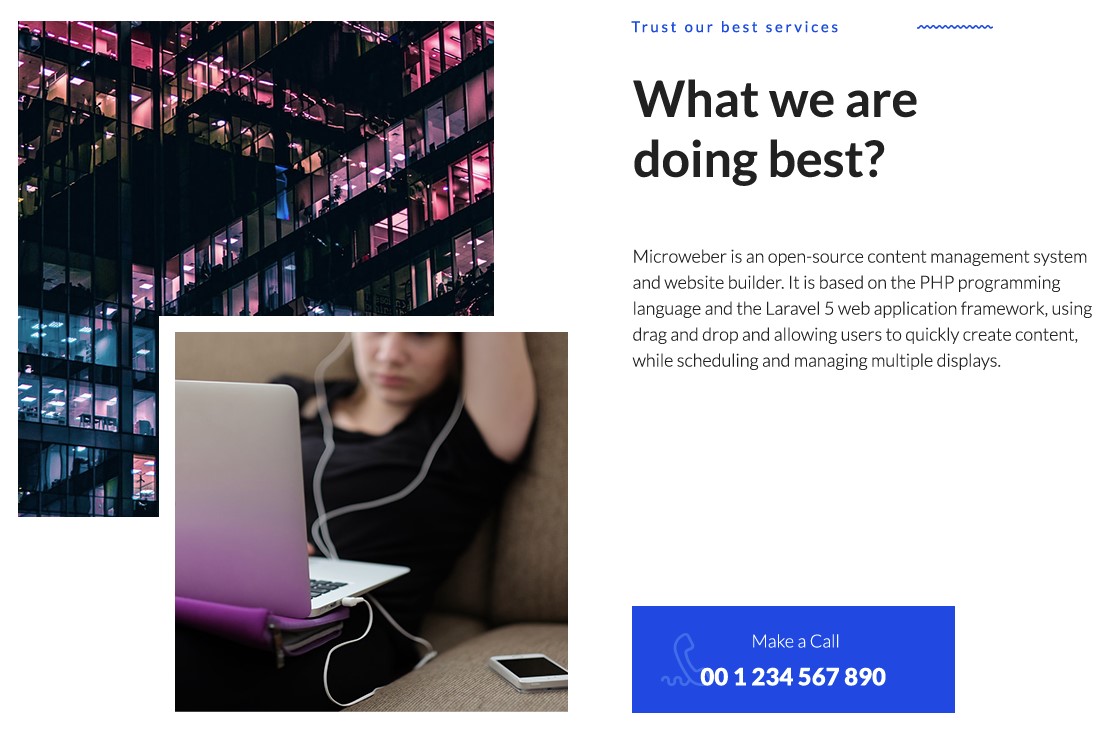 Trust our best services
What we are
doing best?
Microweber is an open-source content management system
and website builder. It is based on the PHP programming
language and the Laravel 5 web application framework, using
drag and drop and allowing users to quickly create content,
while scheduling and managing multiple displays.
Make a Call
00 1 234 567 890